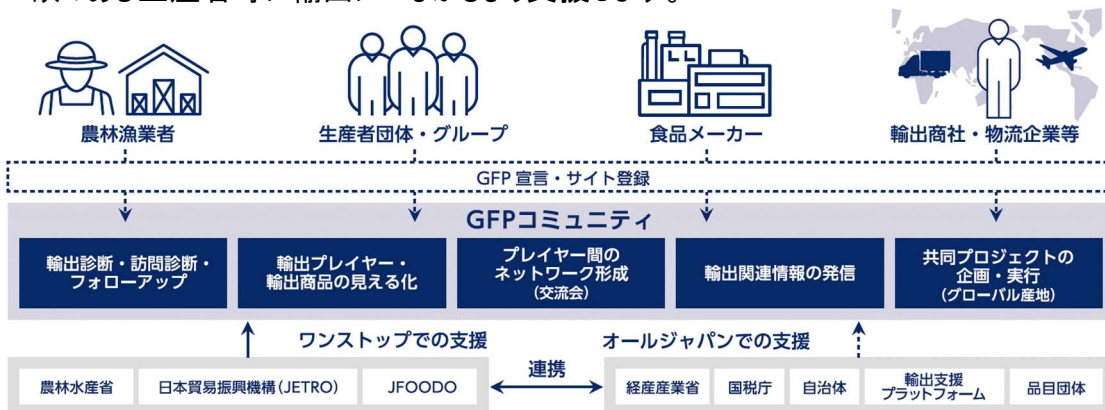 農林漁業者
生産者団体・グループ
食品メーカー
輸出商社・物流企業等
GFP 宣言・サイト登録
GFPコミュニティ
輸出診断・訪問診断・
フォローアップ
輸出プレイヤー・
輸出商品の見える化
プレイヤー間の
ネットワーク形成
(交流会)
輸出関連情報の発信
共同プロジェクトの
企画・実行
(グローバル産地)
ワンストップでの支援
オールジャパンでの支援
農林水産省
日本貿易振興機構(JETRO)
JFOODO
連携
経産産業省
国税庁
自治体
輸出支援
プラットフォーム
品目団体